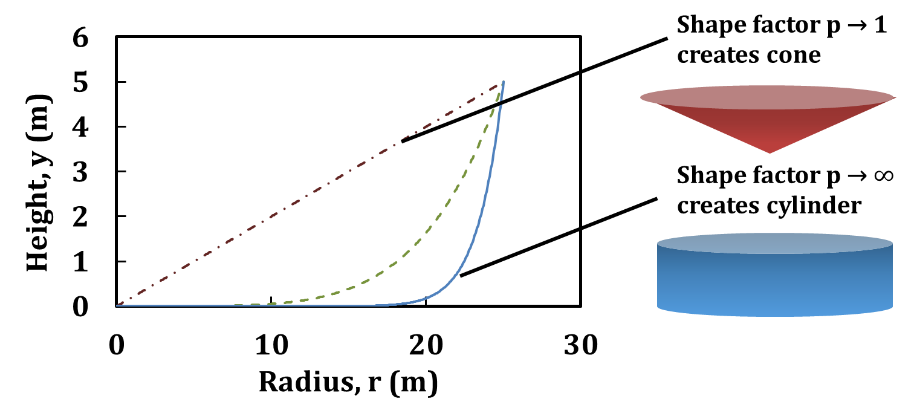 Height, y (m)
6
5
4
3
2
1
0
0 10 20 30
Radius, r (m)
Shape factor p → 1
creates cone
Shape factor p → ∞
creates cylinder